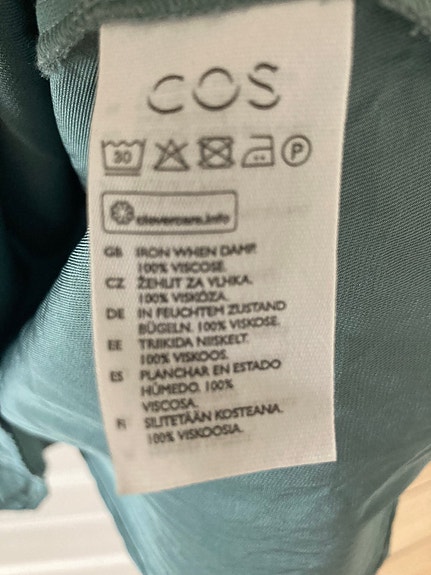 COS
30 P
clevercare.info
GB IRON WHEN DAMP.
100% VISCOSE.
CZ ŽEHLIT ZA VLHKA.
100% VISKÓZA.
DE IN FEUCHTEM ZUSTAND
BÜGELN. 100% VISKOSE.
EE TRIIKIDA NIISKELT.
100% VISKOOS.
ES PLANCHAR EN ESTADO
HÚMEDO. 100%
VISCOSA.
FI SILITETÄÄN KOSTEANA.
100% VISKOOSIA.